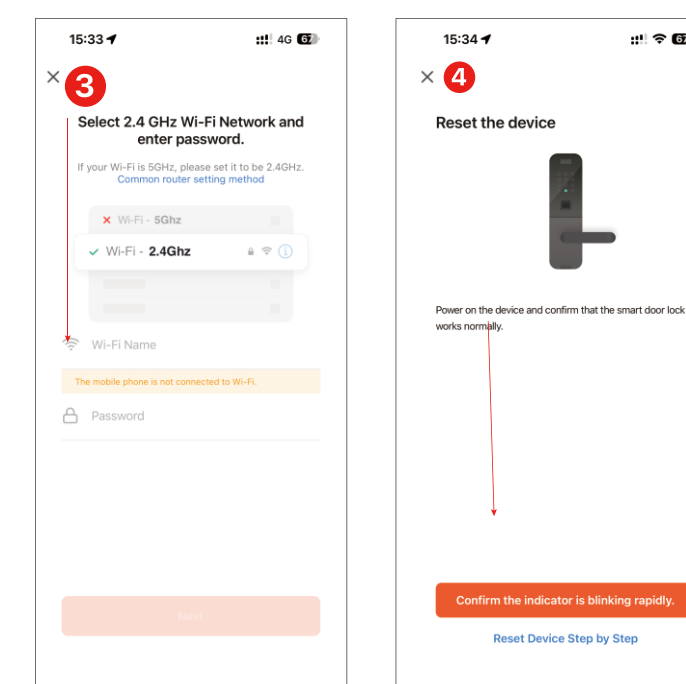 15:33
4G 67
3
Select 2.4 GHz Wi-Fi Network and
enter password.
If your Wi-Fi is 5GHz, please set it to be 2.4GHz.
Common router setting method
Wi-Fi - 5Ghz
Wi-Fi - 2.4Ghz
Wi-Fi Name
The mobile phone is not connected to Wi-Fi.
Password
Next
15:34
4
Reset the device
Power on the device and confirm that the smart door lock
works normally.
Confirm the indicator is blinking rapidly.
Reset Device Step by Step